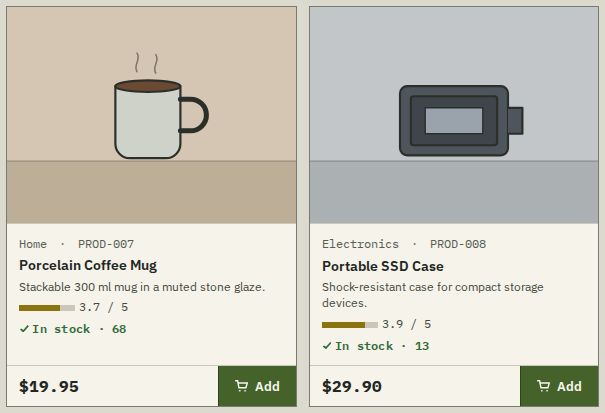 Home · PROD-007
Porcelain Coffee Mug
Stackable 300 ml mug in a muted stone glaze.
3.7 / 5
In stock · 68
$19.95
Add
Electronics · PROD-008
Portable SSD Case
Shock-resistant case for compact storage
devices.
3.9 / 5
In stock · 13
$29.90
Add